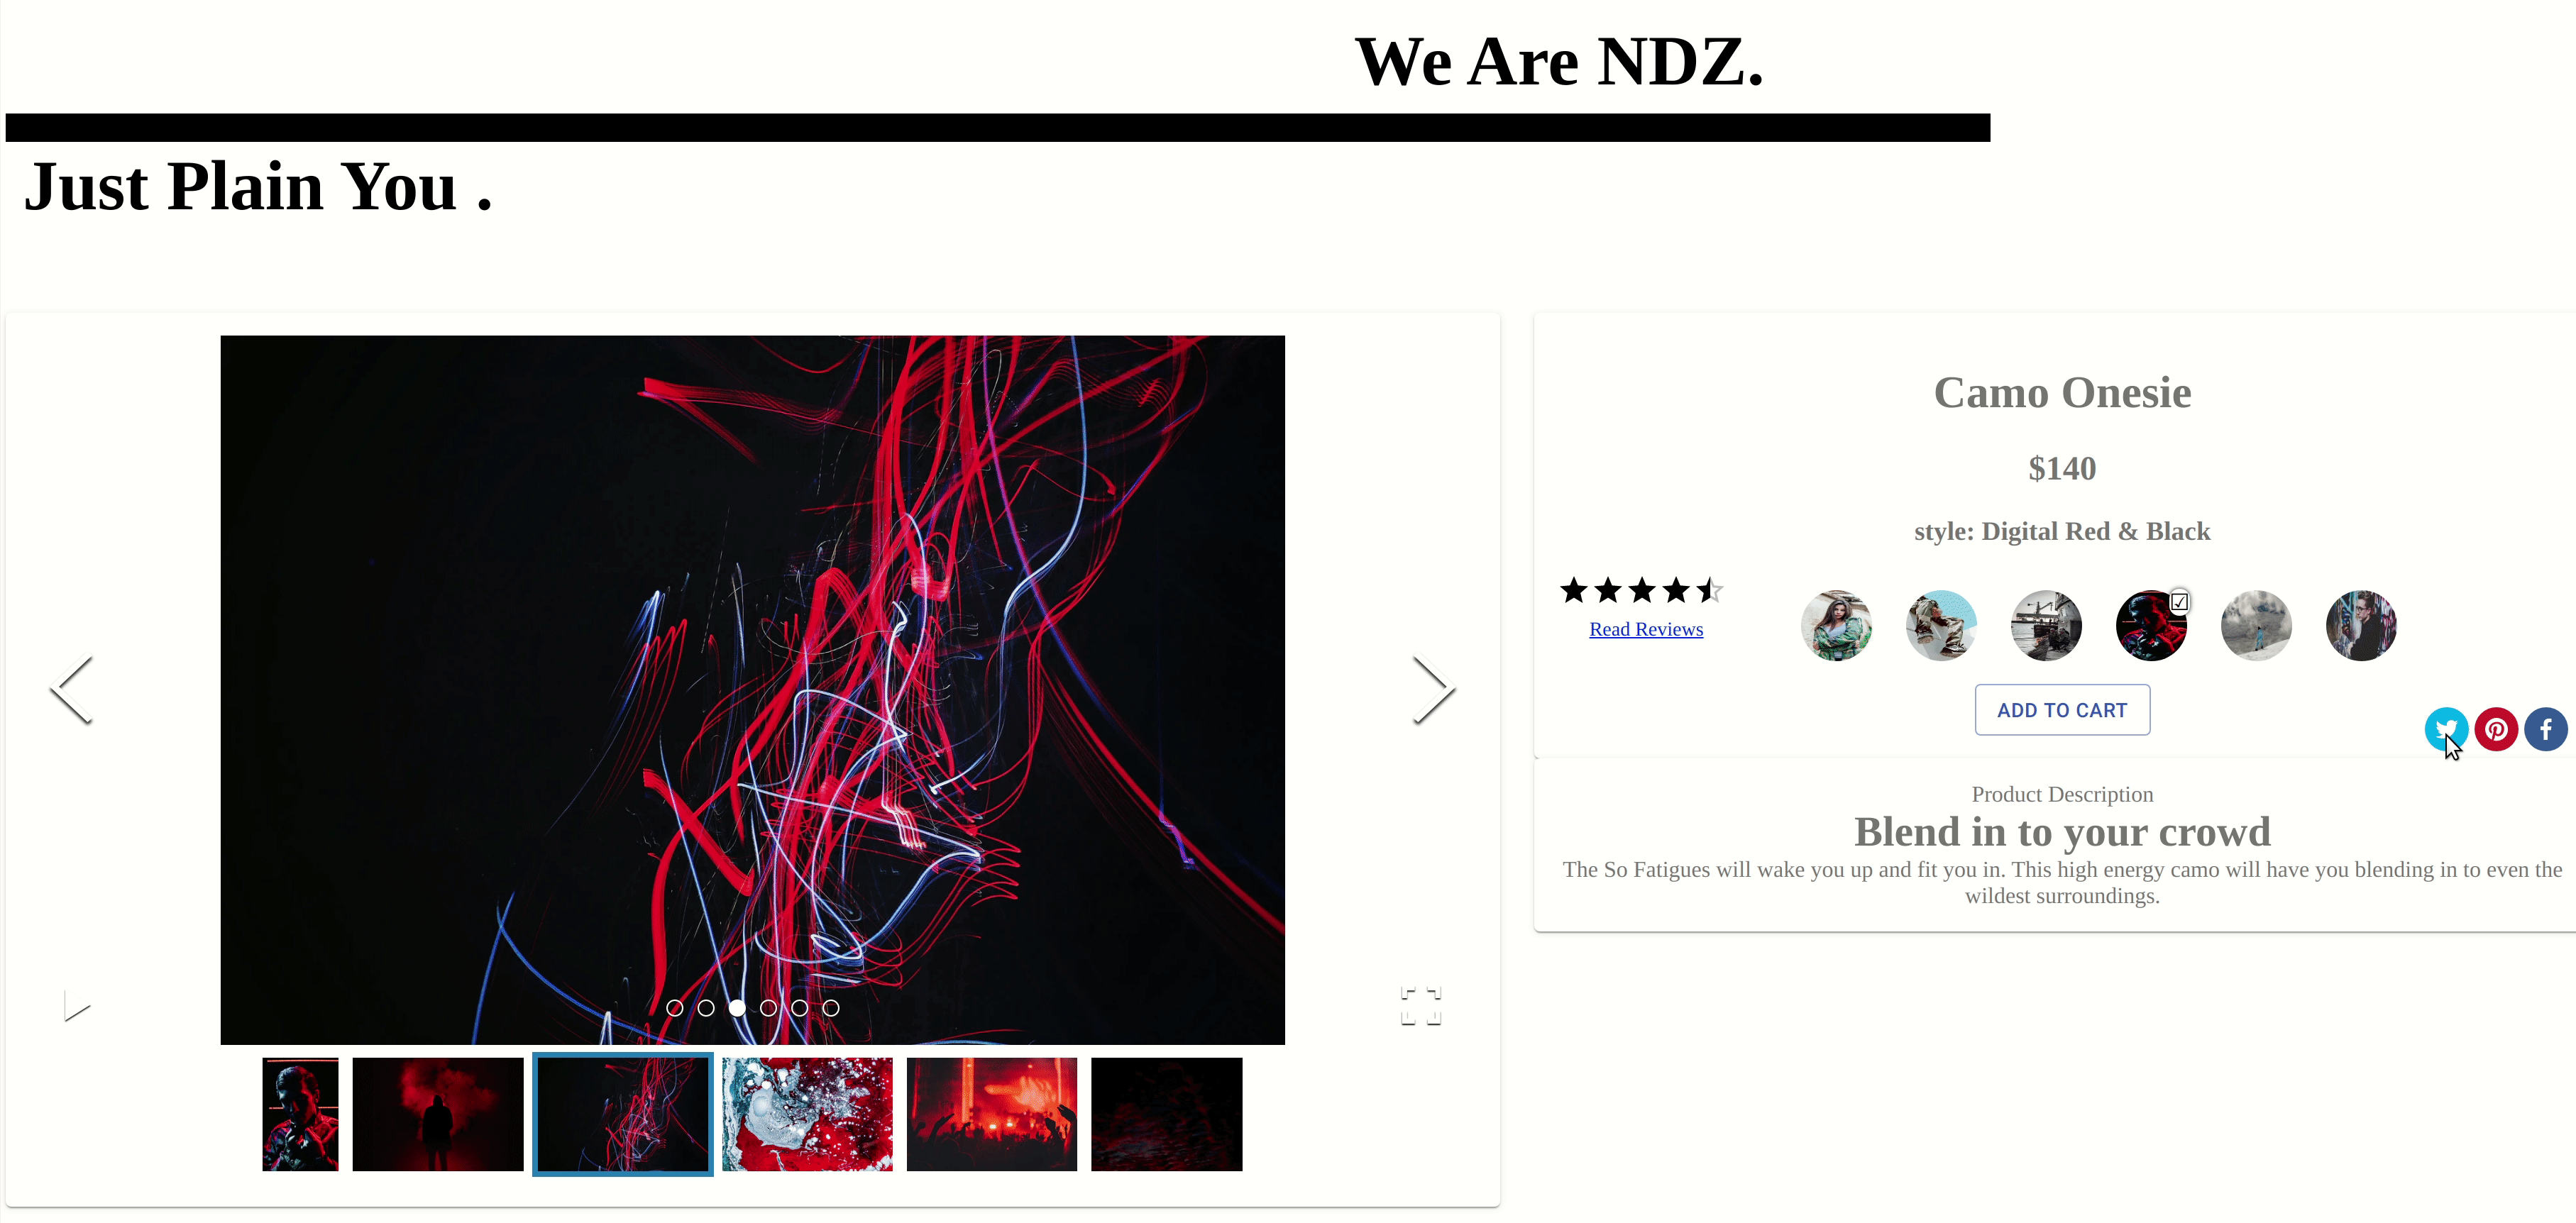 We Are NDZ.
Just Plain You .
Camo Onesie
$140
style: Digital Red & Black
Read Reviews
ADD TO CART
Product Description
Blend in to your crowd
The So Fatigues will wake you up and fit you in. This high energy camo will have you blending in to even the
wildest surroundings.